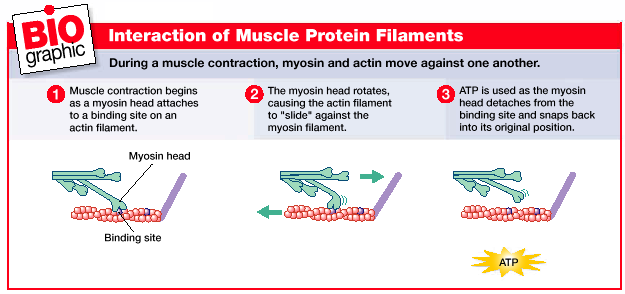 BIO
graphic
Interaction of Muscle Protein Filaments
During a muscle contraction, myosin and actin move against one another.
1 Muscle contraction begins
as a myosin head attaches
to a binding site on an
actin filament.
2 The myosin head rotates,
causing the actin filament
to "slide" against the
myosin filament.
3 ATP is used as the myosin
head detaches from the
binding site and snaps back
into its original position.
Myosin head
Binding site
ATP